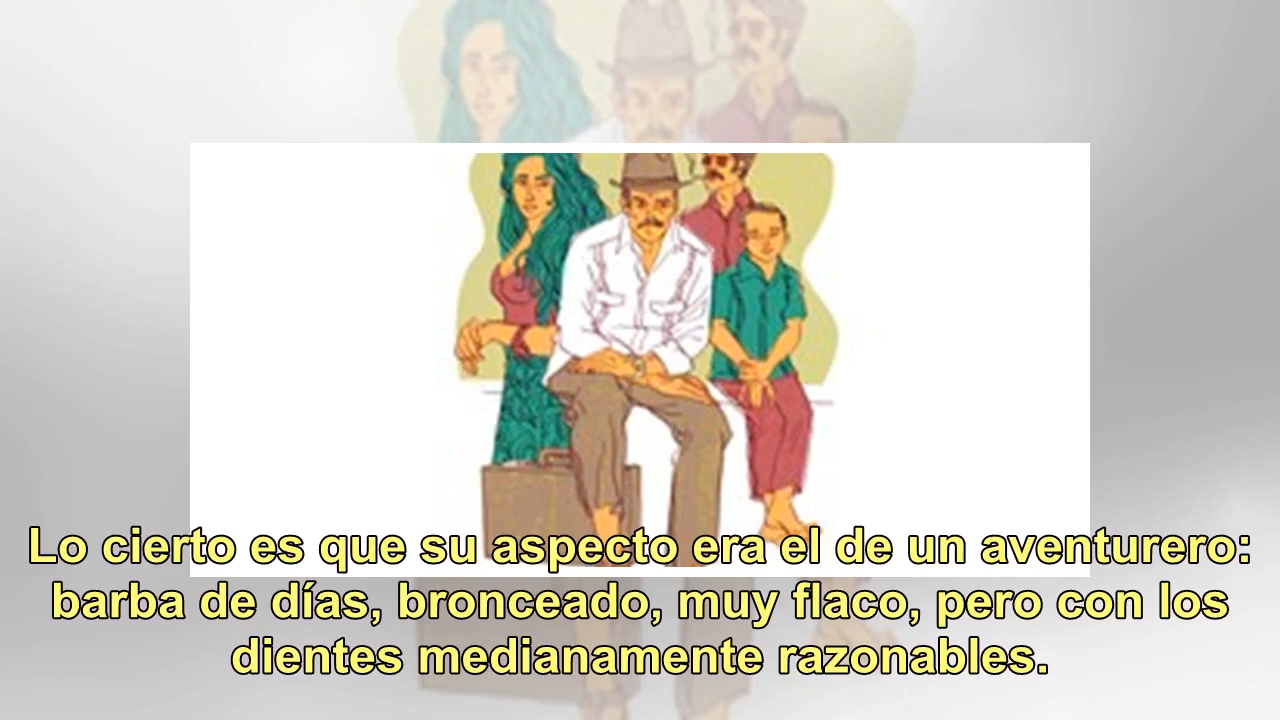 Lo cierto es que su aspecto era el de un aventurero:
barba de días, bronceado, muy flaco, pero con los
dientes medianamente razonables.